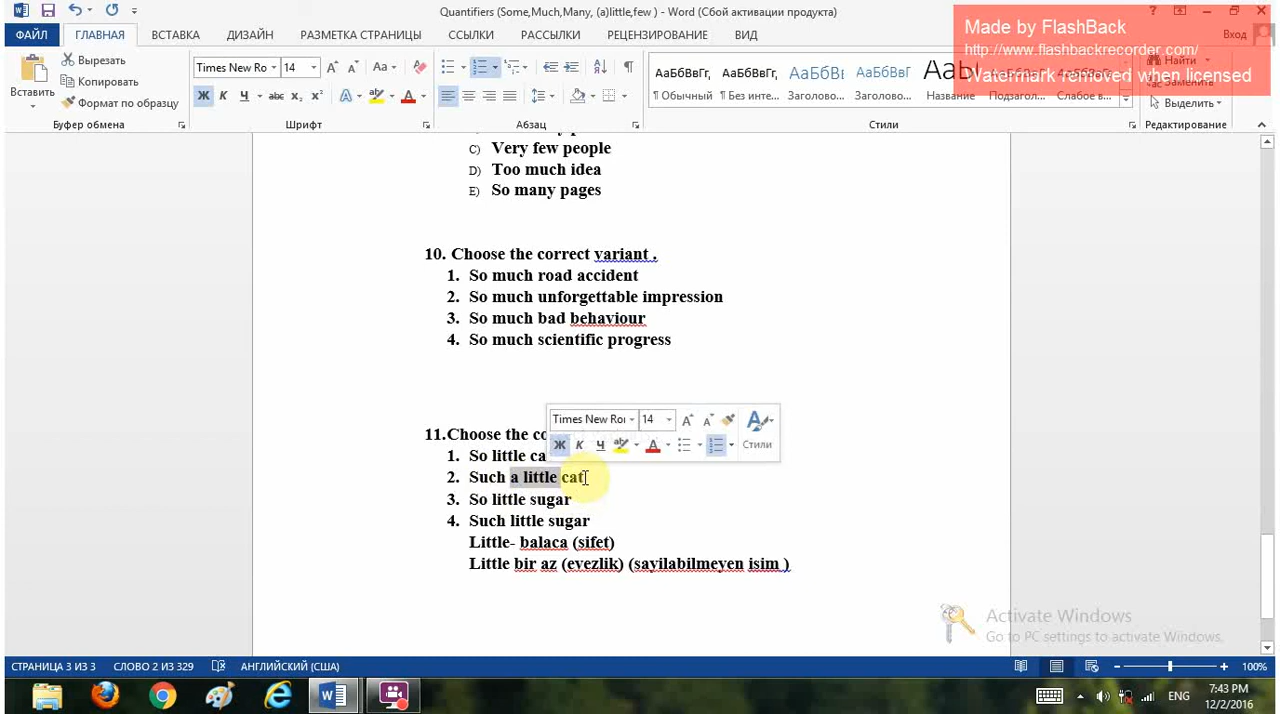 Quantifiers (Some,Much,Many, (a)little,few ) - Word (Сбой активации продукта)
Made by FlashBack
http://www.flashbackrecorder.com/
Watermark removed when licensed
ФАЙЛ ГЛАВНАЯ ВСТАВКА ДИЗАЙН РАЗМЕТКА СТРАНИЦЫ ССЫЛКИ РАССЫЛКИ РЕЦЕНЗИРОВАНИЕ ВИД Вход
Вставить
Вырезать
Копировать
Формат по образцу
Буфер обмена
Times New Ro 14
Шрифт
Абзац
АаБбВвГг, АаБбВвГг, АаБбВвГ АаБбВвГ
¶ Обычный ¶ Без инте... Заголово... Заголово... Название Подзагол... Слабое в...
Стили
Найти
Заменить
Выделить
Редактирование
C) Very few people
D) Too much idea
E) So many pages
10. Choose the correct variant .
1. So much road accident
2. So much unforgettable impression
3. So much bad behaviour
4. So much scientific progress
Times New Roı 14
Ж К Ч Стили
11.Choose the co
1. So little ca
2. Such a little cat
3. So little sugar
4. Such little sugar
Little- balaca (sifet)
Little bir az (evezlik) (sayilabilmeyen isim )
Activate Windows
Go to PC settings to activate Windows.
СТРАНИЦА 3 ИЗ 3 СЛОВО 2 ИЗ 329 АНГЛИЙСКИЙ (США) 100%
ENG
7:43 PM
12/2/2016